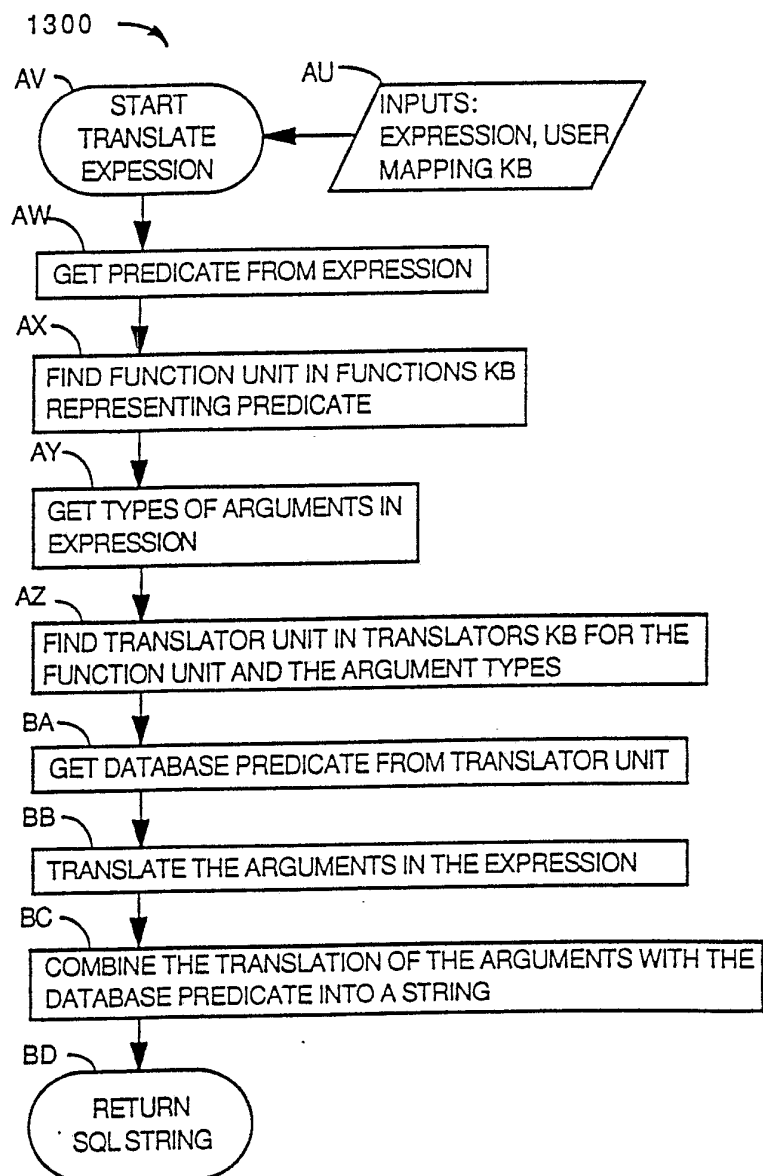 1300
AV
START
TRANSLATE
EXPESSION
AU
INPUTS:
EXPRESSION, USER
MAPPING KB
AW
GET PREDICATE FROM EXPRESSION
AX
FIND FUNCTION UNIT IN FUNCTIONS KB
REPRESENTING PREDICATE
AY
GET TYPES OF ARGUMENTS IN
EXPRESSION
AZ
FIND TRANSLATOR UNIT IN TRANSLATORS KB FOR THE
FUNCTION UNIT AND THE ARGUMENT TYPES
BA
GET DATABASE PREDICATE FROM TRANSLATOR UNIT
BB
TRANSLATE THE ARGUMENTS IN THE EXPRESSION
BC
COMBINE THE TRANSLATION OF THE ARGUMENTS WITH THE
DATABASE PREDICATE INTO A STRING
BD
RETURN
SQL STRING